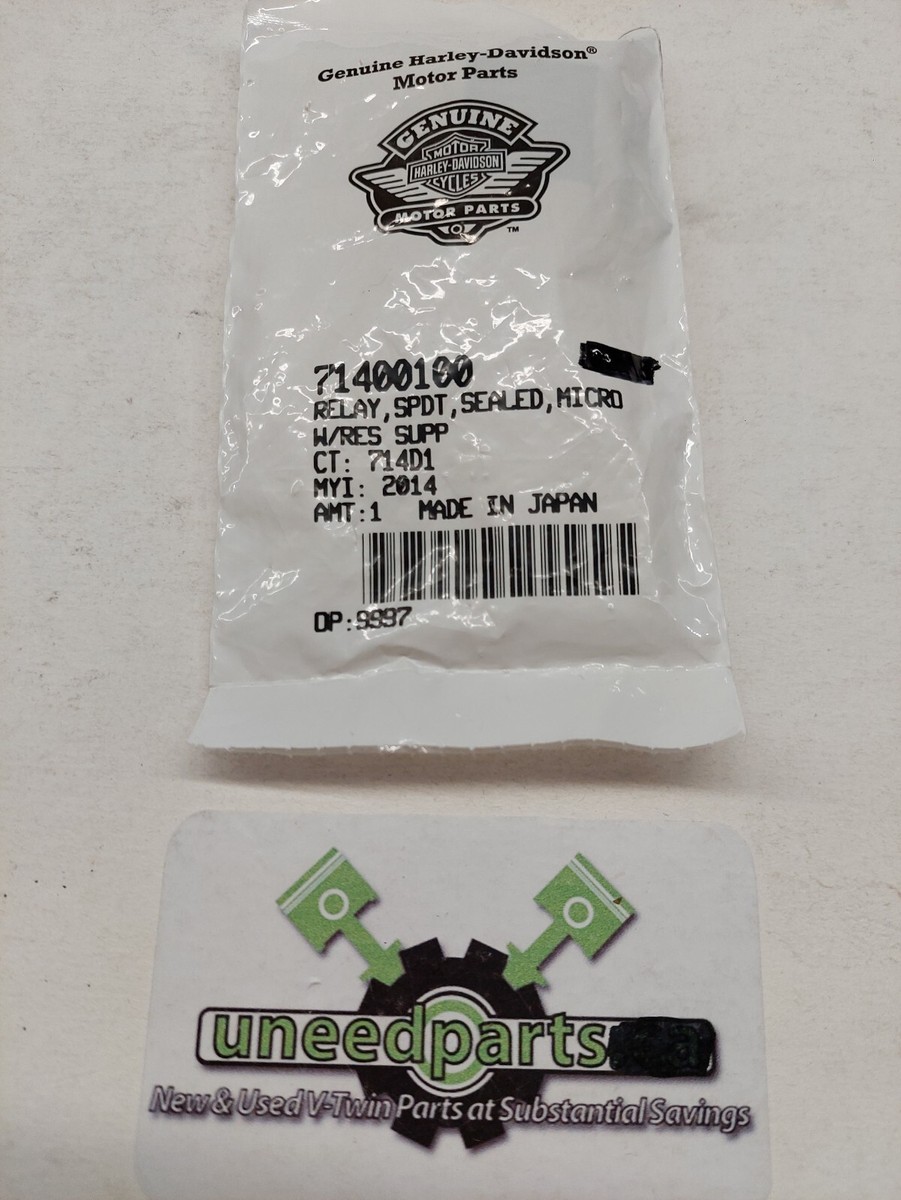 Genuine Harley-Davidson®
Motor Parts
GENUINE
MOTOR
HARLEY-DAVIDSON
CYCLES
MOTOR PARTS
Q ™
71400100
RELAY,SPDT,SEALED,MICRO
W/RES SUPP
CT: 714D1
MYI: 2014
AMT:1 MADE IN JAPAN
OP:9997
uneedparts
New & Used V-Twin Parts at Substantial Savings